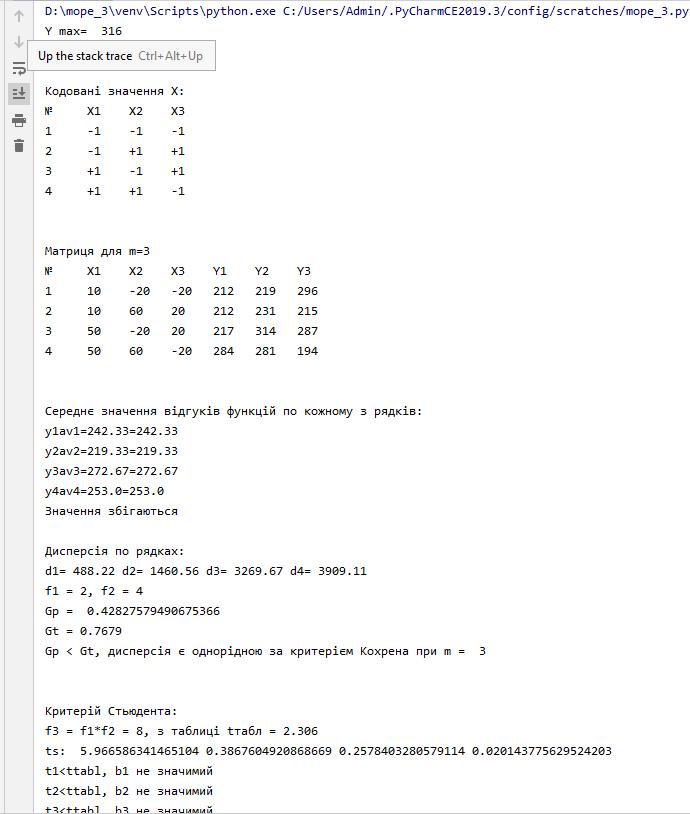 D:\mope_3\venv\Scripts\python.exe C:/Users/Admin/.PyCharmCE2019.3/config/scratches/mope_3.py
Y max=  316
Up the stack trace Ctrl+Alt+Up
Кодовані значення X:
№ X1 X2 X3
1 -1 -1 -1
2 -1 +1 +1
3 +1 -1 +1
4 +1 +1 -1
Матриця для m=3
№ X1 X2 X3 Y1 Y2 Y3
1 10 -20 -20 212 219 296
2 10 60 20 212 231 215
3 50 -20 20 217 314 287
4 50 60 -20 284 281 194
Середнє значення відгуків функцій по кожному з рядків:
y1av1=242.33=242.33
y2av2=219.33=219.33
y3av3=272.67=272.67
y4av4=253.0=253.0
Значення збігаються
Дисперсія по рядках:
d1= 488.22 d2= 1460.56 d3= 3269.67 d4= 3909.11
f1 = 2, f2 = 4
Gp =  0.42827579490675366
Gt = 0.7679
Gp < Gt, дисперсія є однорідною за критерієм Кохрена при m =  3
Критерій Стьюдента:
f3 = f1*f2 = 8, з таблиці tтабл = 2.306
ts:  5.966586341465104 0.3867604920868669 0.2578403280579114 0.020143775629524203
t1<ttabl, b1 не значимий
t2<ttabl, b2 не значимий
t3<ttabl, b3 не значимий